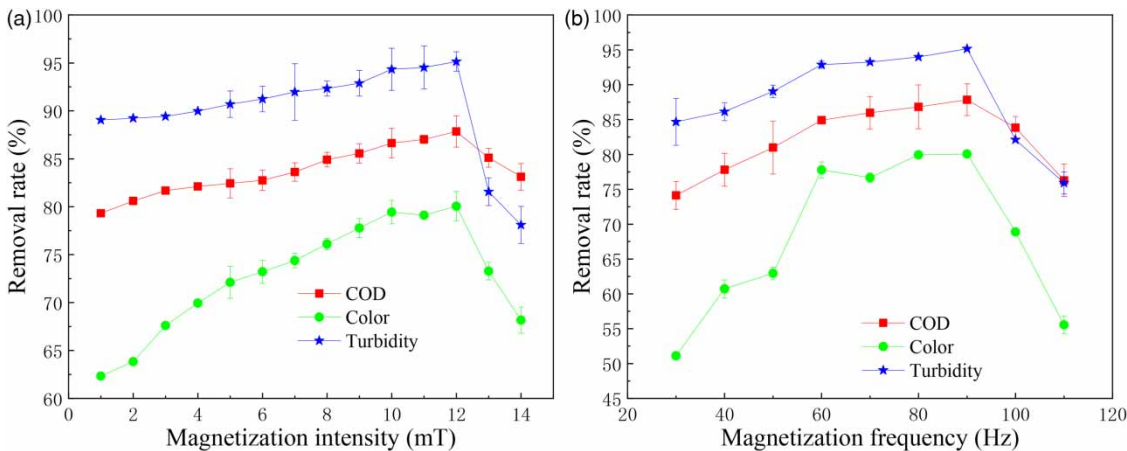 (a)
100
95
90
85
80
75
70
65
60
Removal rate (%)
COD
Color
Turbidity
0 2 4 6 8 10 12 14
Magnetization intensity (mT)
(b)
100
95
90
85
80
75
70
65
60
55
50
45
Removal rate (%)
COD
Color
Turbidity
20 40 60 80 100 120
Magnetization frequency (Hz)